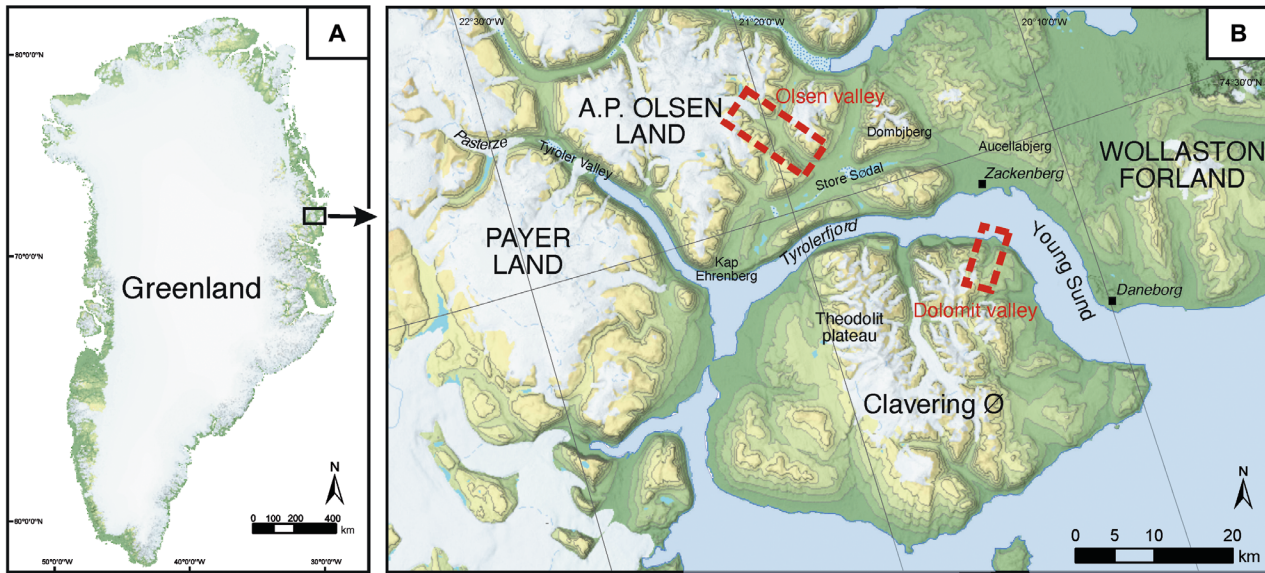 A
80°0'0"N
70°0'0"N
60°0'0"N
Greenland
N
0 100 200 400
km
50°0'0"W 40°0'0"W 30°0'0"W
B
22°30'0"W
21°20'0"W
20°10'0"W
74°30'0"N
Olsen valley
A.P. OLSEN
LAND
Pasterze
Tyroler Valley
Dombjberg
Aucellabjerg
Store Sødal
Zackenberg
WOLLASTON
FORLAND
PAYER
LAND
Kap
Ehrenberg
Tyrolerfjord
Young Sund
Daneborg
Theodolit
plateau
Dolomit valley
Clavering Ø
N
0 5 10 20
km